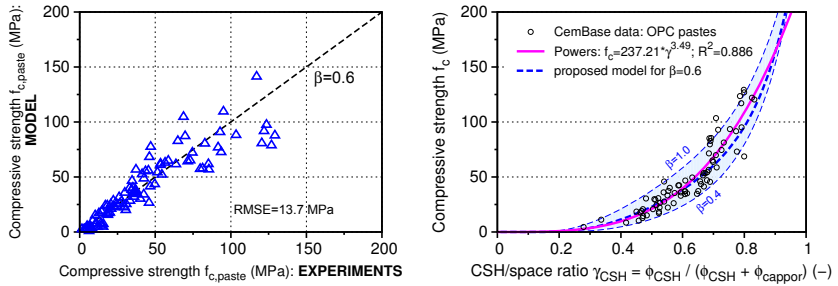 Compressive strength f_c,paste (MPa):
MODEL
200
150
100
50
0
β=0.6
RMSE=13.7 MPa
0
50
100
150
200
Compressive strength f_c,paste (MPa): EXPERIMENTS
Compressive strength f_c (MPa)
200
150
100
50
0
CemBase data: OPC pastes
Powers: f_c=237.21*γ^3.49; R^2=0.886
proposed model for β=0.6
β=1.0
β=0.4
0.0
0.2
0.4
0.6
0.8
1.0
CSH/space ratio γ_CSH = ϕ_CSH / (ϕ_CSH + ϕ_cappor) (−)